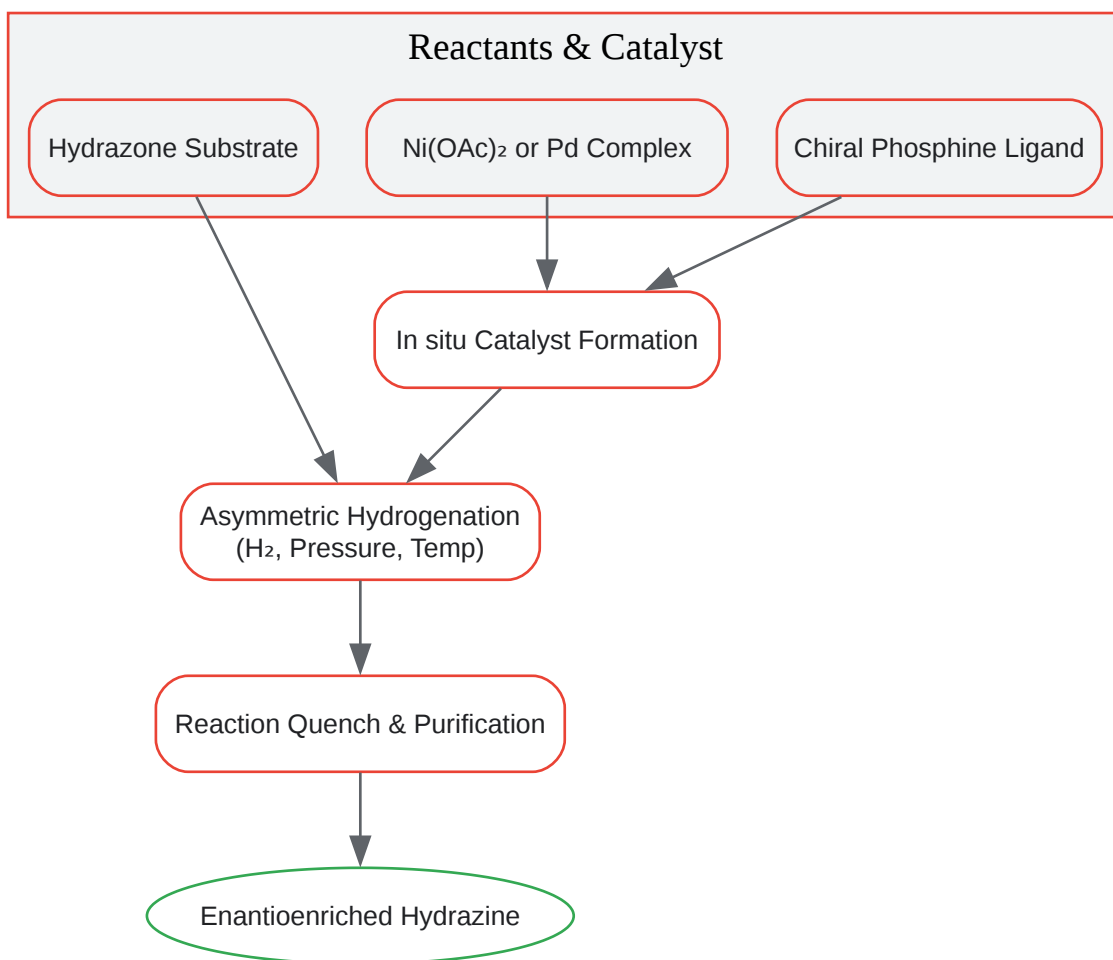 Reactants & Catalyst
Hydrazone Substrate
Ni(OAc)₂ or Pd Complex
Chiral Phosphine Ligand
In situ Catalyst Formation
Asymmetric Hydrogenation
(H₂, Pressure, Temp)
Reaction Quench & Purification
Enantioenriched Hydrazine